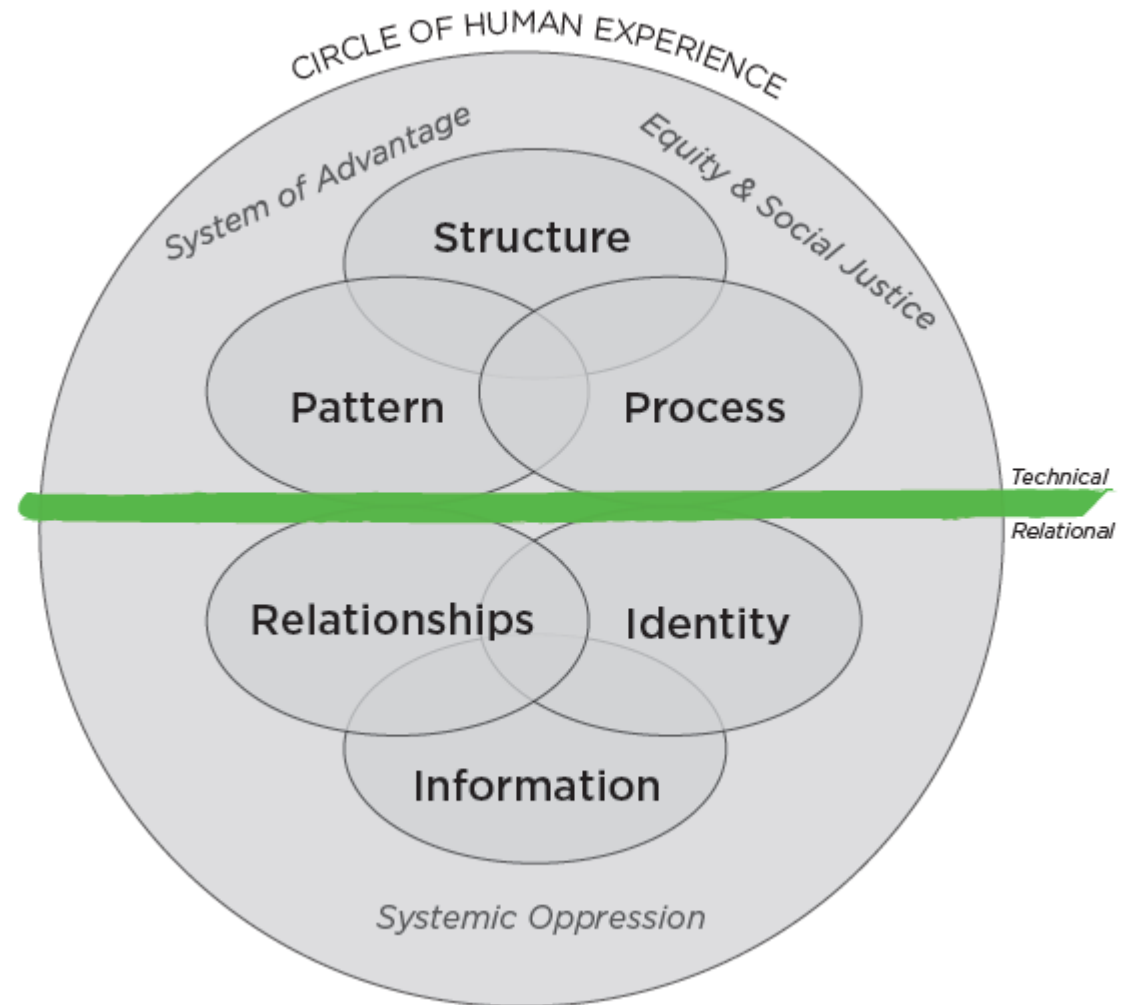 CIRCLE OF HUMAN EXPERIENCE
System of Advantage
Equity & Social Justice
Structure
Pattern
Process
Technical
Relational
Relationships
Identity
Information
Systemic Oppression